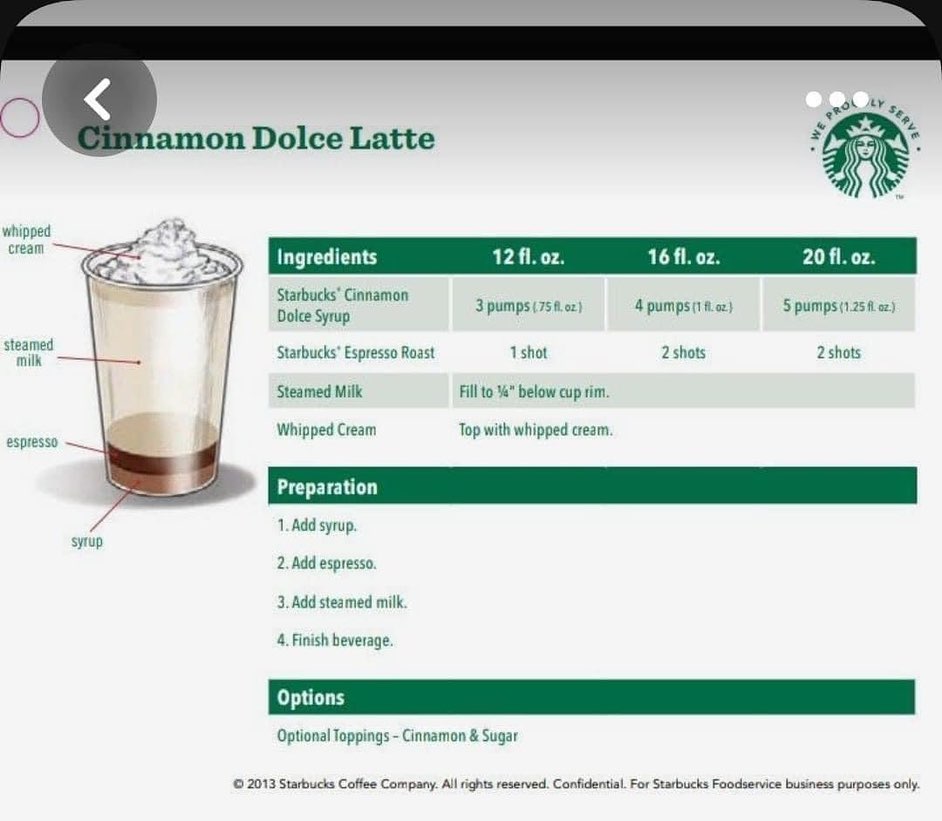 Cinnamon Dolce Latte
WE PROUDLY SERVE
TM
whipped
cream
steamed
milk
espresso
syrup
Ingredients 12 fl. oz. 16 fl. oz. 20 fl. oz.
Starbucks® Cinnamon
Dolce Syrup 3 pumps (.75 fl. oz.) 4 pumps (1 fl. oz.) 5 pumps (1.25 fl. oz.)
Starbucks® Espresso Roast 1 shot 2 shots 2 shots
Steamed Milk Fill to ¼" below cup rim.
Whipped Cream Top with whipped cream.
Preparation
1. Add syrup.
2. Add espresso.
3. Add steamed milk.
4. Finish beverage.
Options
Optional Toppings – Cinnamon & Sugar
© 2013 Starbucks Coffee Company. All rights reserved. Confidential. For Starbucks Foodservice business purposes only.